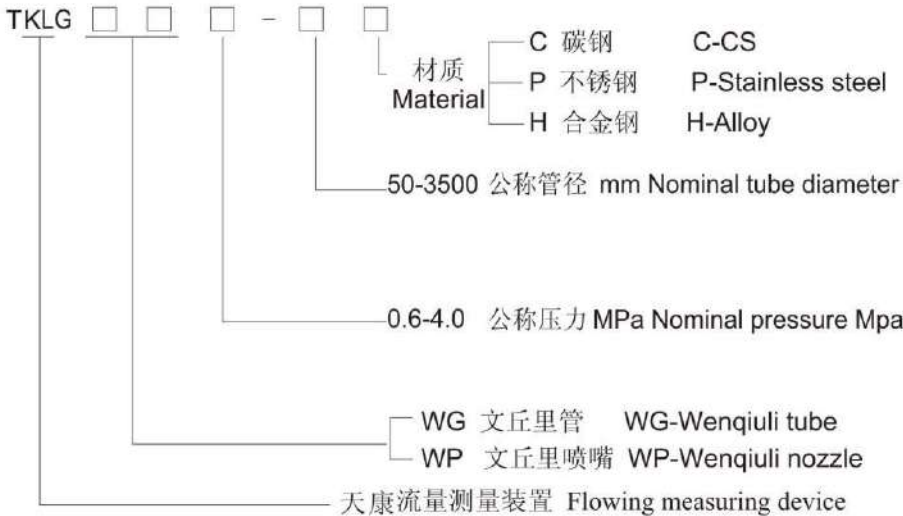 TKLG □ □ □ - □ □
C 碳钢 C-CS
材质
Material
P 不锈钢 P-Stainless steel
H 合金钢 H-Alloy
50-3500 公称管径 mm Nominal tube diameter
0.6-4.0 公称压力 MPa Nominal pressure Mpa
WG 文丘里管 WG-Wenqiuli tube
WP 文丘里喷嘴 WP-Wenqiuli nozzle
天康流量测量装置 Flowing measuring device